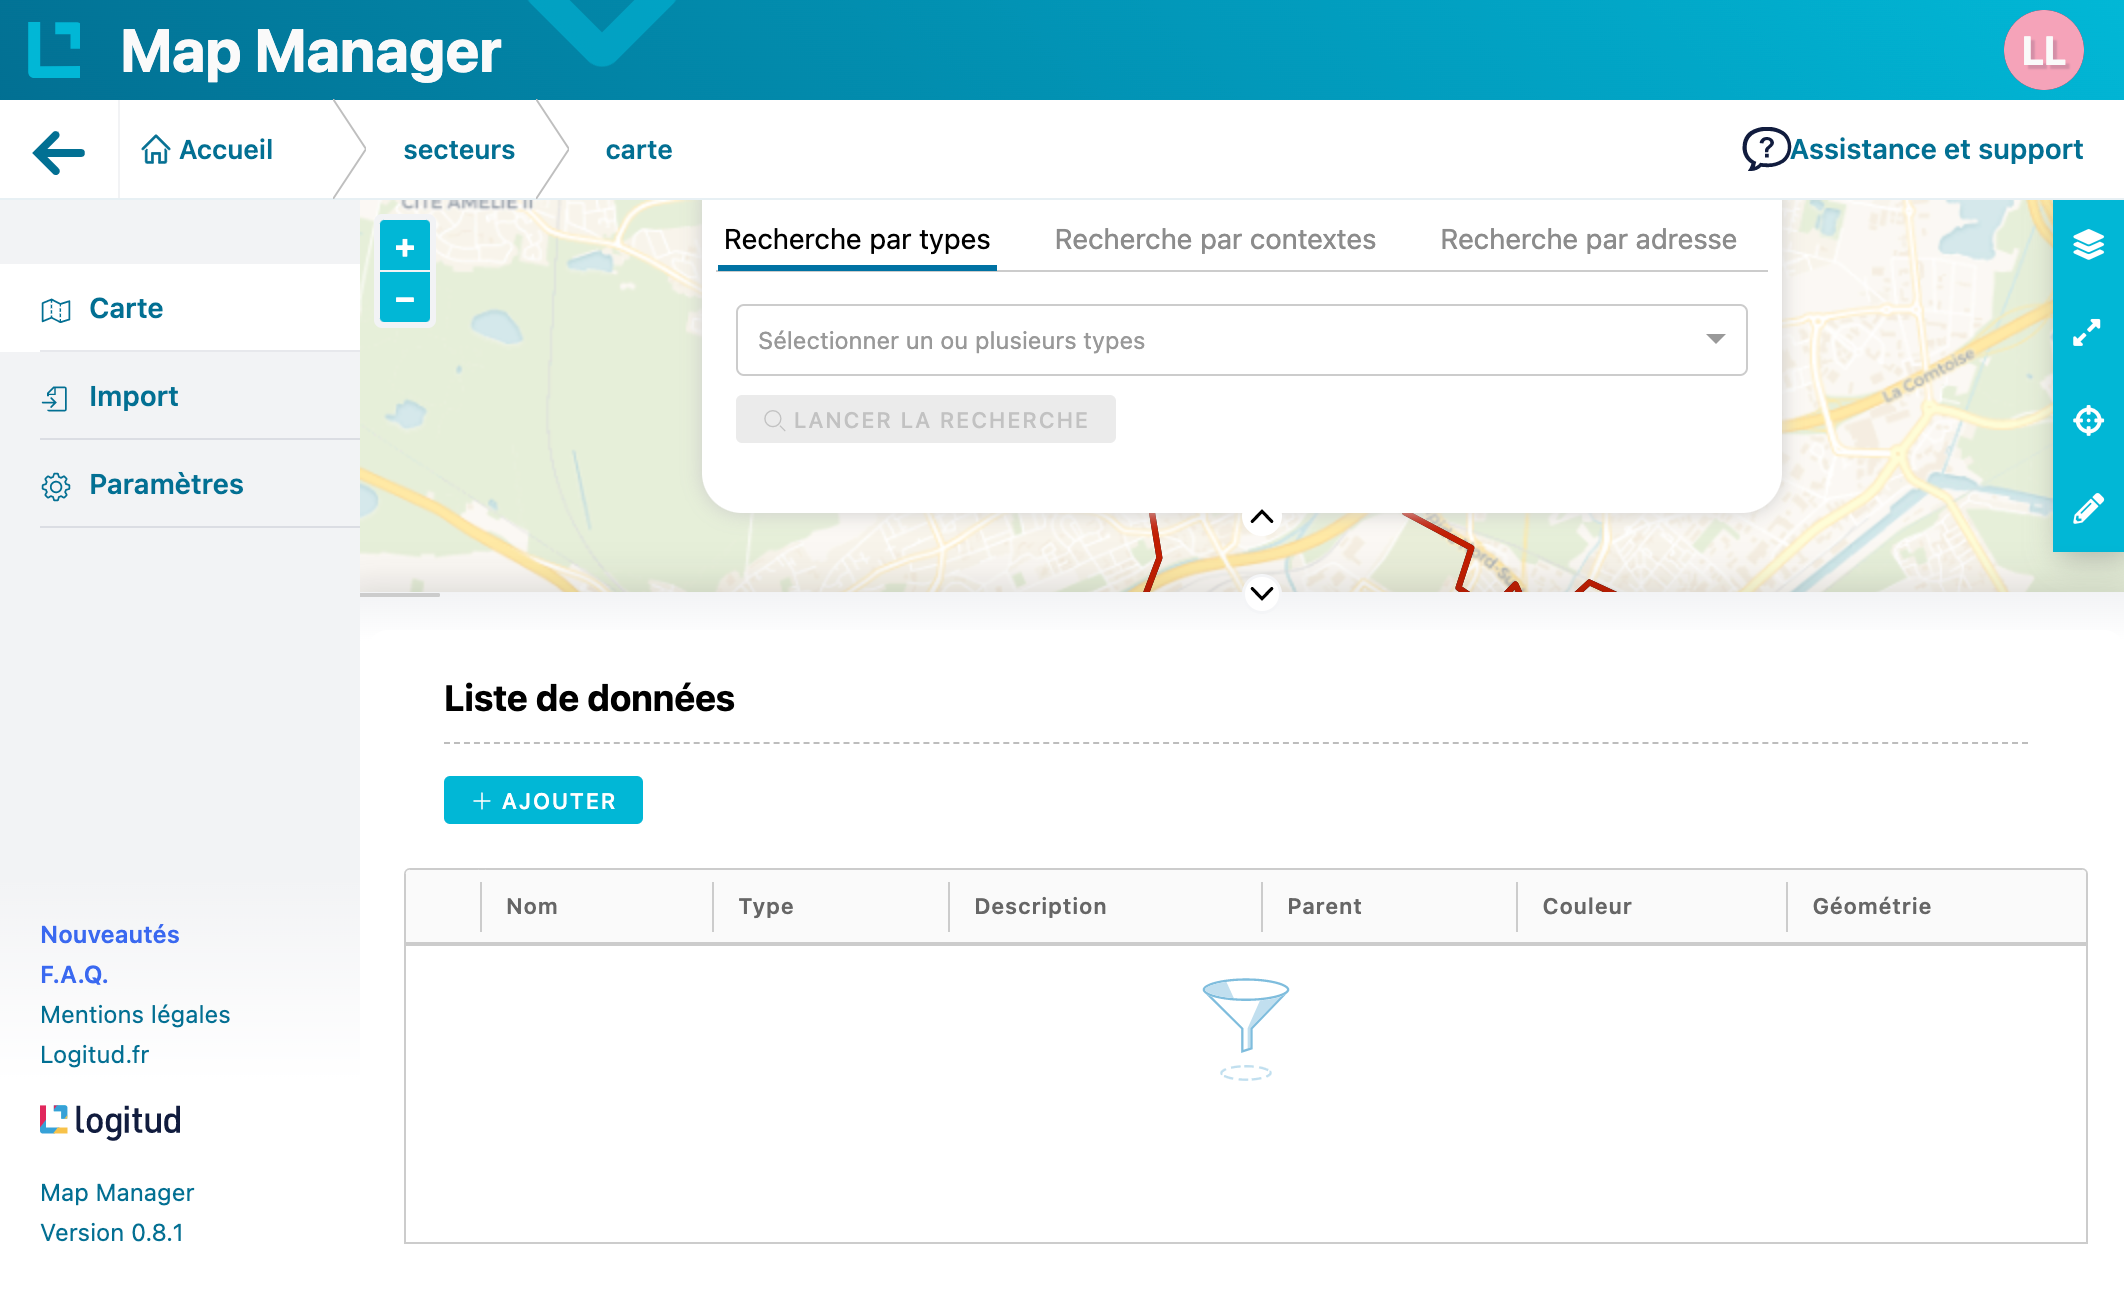 Map Manager
LL
Accueil
secteurs
carte
Assistance et support
CITÉ AMÉLIE II
Recherche par types
Recherche par contextes
Recherche par adresse
Carte
Sélectionner un ou plusieurs types
La Comtoise
Import
LANCER LA RECHERCHE
Paramètres
Liste de données
AJOUTER
Nom
Type
Description
Parent
Couleur
Géométrie
Nouveautés
F.A.Q.
Mentions légales
Logitud.fr
logitud
Map Manager
Version 0.8.1